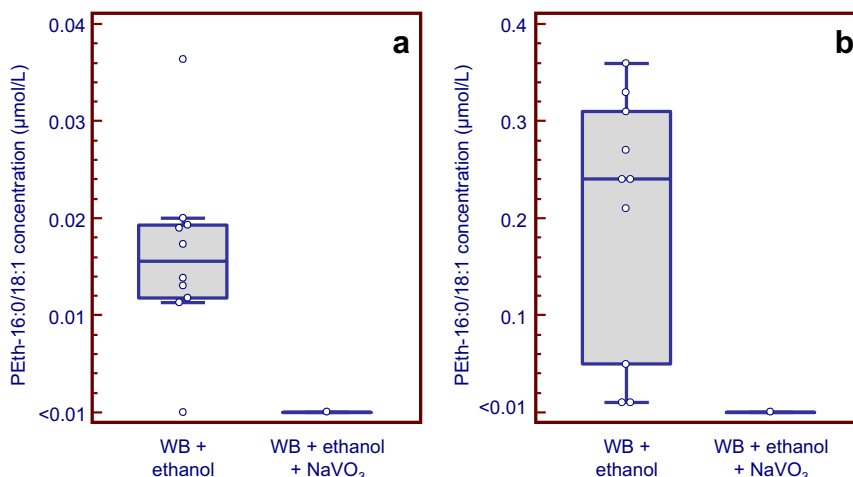 a
PEth-16:0/18:1 concentration (μmol/L)
0.04
0.03
0.02
0.01
<0.01
WB +
ethanol
WB + ethanol
+ NaVO₃
b
PEth-16:0/18:1 concentration (μmol/L)
0.4
0.3
0.2
0.1
<0.01
WB +
ethanol
WB + ethanol
+ NaVO₃